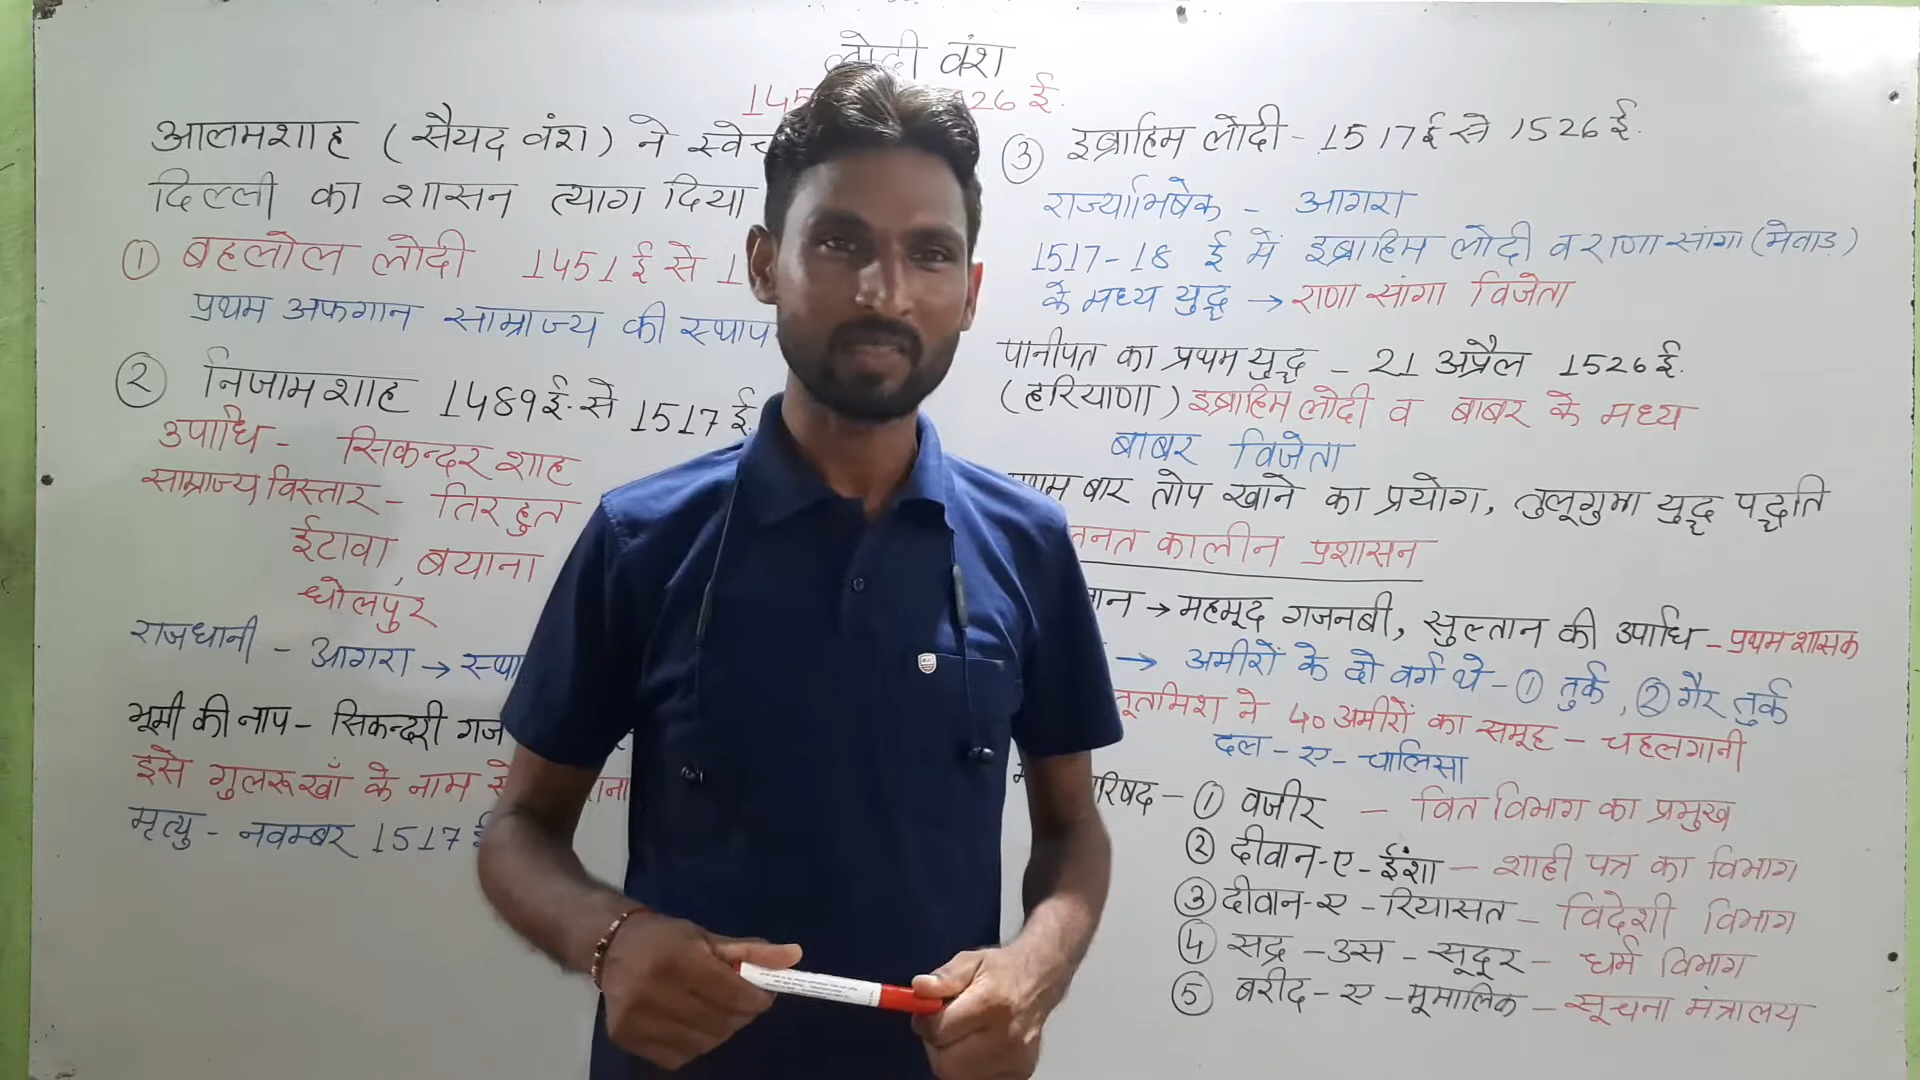 लोदी वंश
26 ई.
आलमशाह (सैयद वंश) ने
दिल्ली का शासन त्याग दिया
① बहलोल लोदी 1451 ई से 1
प्रथम अफगान साम्राज्य की
② निजाम शाह 1489 ई. से 1517 ई.
उपाधि - सिकन्दर शाह
साम्राज्य विस्तार - तिरहुत
ईटावा, बयाना
धोलपुर
राजधानी - आगरा →
भूमी की नाप - सिकन्दरी गज
इसे गुलरूखाँ के नाम से
मृत्यु - नवम्बर 1517 ई
③ इब्राहिम लोदी - 1517 ई से 1526 ई.
राज्याभिषेक - आगरा
1517-18 ई में इब्राहिम लोदी व राणा सांगा (मेवाड़)
के मध्य युद्ध → राणा सांगा विजेता
पानीपत का प्रथम युद्ध - 21 अप्रैल 1526 ई.
(हरियाणा) इब्राहिम लोदी व बाबर के मध्य
बाबर विजेता
बार तोप खाने का प्रयोग, तुलूगुमा युद्ध पद्धति
तनत कालीन प्रशासन
→ महमूद गजनबी, सुल्तान की उपाधि - प्रथम शासक
→ अमीरों के दो वर्ग थे - ① तुर्क, ② गैर तुर्क
तूतमिश ने 40 अमीरों का समूह - चहलगानी
दल - ए - चालिसा
रिषद - ① वजीर - वित विभाग का प्रमुख
② दीवान-ए-ईंशा - शाही पत्र का विभाग
③ दीवान-ए-रियासत - विदेशी विभाग
④ सद्र-उस-सूदूर - धर्म विभाग
⑤ बरीद-ए-मूमालिक - सूचना मंत्रालय